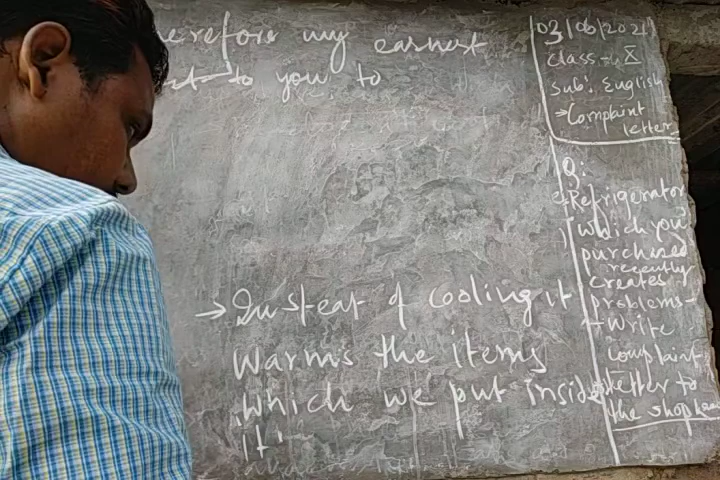 erefore my earnest
to you to
→ Insteat of cooling it
warms the items
which we put inside
it'
03/06/2021
Class - X
Sub: English
→ Complaint
letter
Q:
Refrigerator
which you
purchased
recently
creates
problems-
Write
Complaint
letter to
the shop